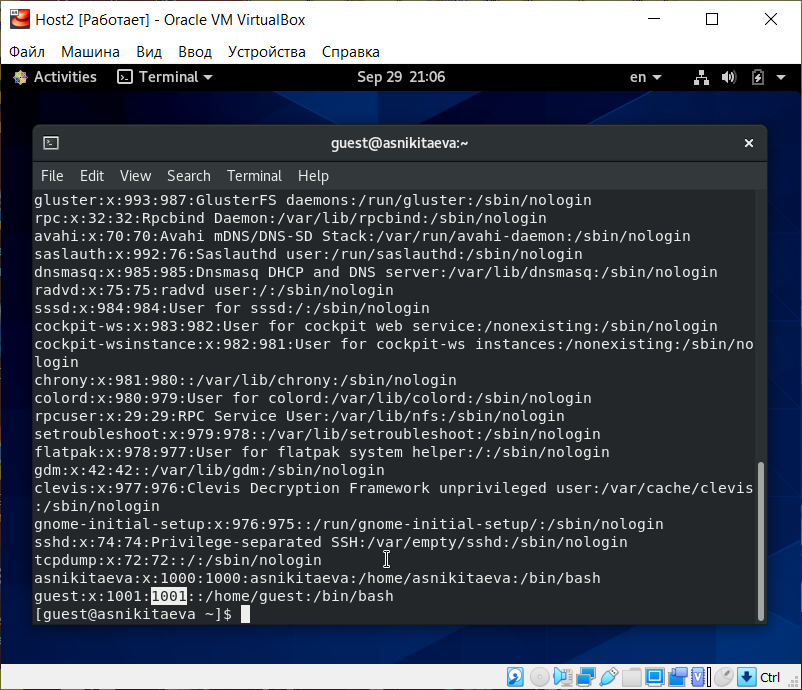 Host2 [Работает] - Oracle VM VirtualBox
Файл Машина Вид Ввод Устройства Справка
Activities Terminal Sep 29 21:06 en
guest@asnikitaeva:~
File Edit View Search Terminal Help
gluster:x:993:987:GlusterFS daemons:/run/gluster:/sbin/nologin
rpc:x:32:32:Rpcbind Daemon:/var/lib/rpcbind:/sbin/nologin
avahi:x:70:70:Avahi mDNS/DNS-SD Stack:/var/run/avahi-daemon:/sbin/nologin
saslauth:x:992:76:Saslauthd user:/run/saslauthd:/sbin/nologin
dnsmasq:x:985:985:Dnsmasq DHCP and DNS server:/var/lib/dnsmasq:/sbin/nologin
radvd:x:75:75:radvd user:/:/sbin/nologin
sssd:x:984:984:User for sssd:/:/sbin/nologin
cockpit-ws:x:983:982:User for cockpit web service:/nonexisting:/sbin/nologin
cockpit-wsinstance:x:982:981:User for cockpit-ws instances:/nonexisting:/sbin/no
login
chrony:x:981:980::/var/lib/chrony:/sbin/nologin
colord:x:980:979:User for colord:/var/lib/colord:/sbin/nologin
rpcuser:x:29:29:RPC Service User:/var/lib/nfs:/sbin/nologin
setroubleshoot:x:979:978::/var/lib/setroubleshoot:/sbin/nologin
flatpak:x:978:977:User for flatpak system helper:/:/sbin/nologin
gdm:x:42:42::/var/lib/gdm:/sbin/nologin
clevis:x:977:976:Clevis Decryption Framework unprivileged user:/var/cache/clevis
:/sbin/nologin
gnome-initial-setup:x:976:975::/run/gnome-initial-setup/:/sbin/nologin
sshd:x:74:74:Privilege-separated SSH:/var/empty/sshd:/sbin/nologin
tcpdump:x:72:72::/:/sbin/nologin
asnikitaeva:x:1000:1000:asnikitaeva:/home/asnikitaeva:/bin/bash
guest:x:1001:1001::/home/guest:/bin/bash
[guest@asnikitaeva ~]$
Ctrl